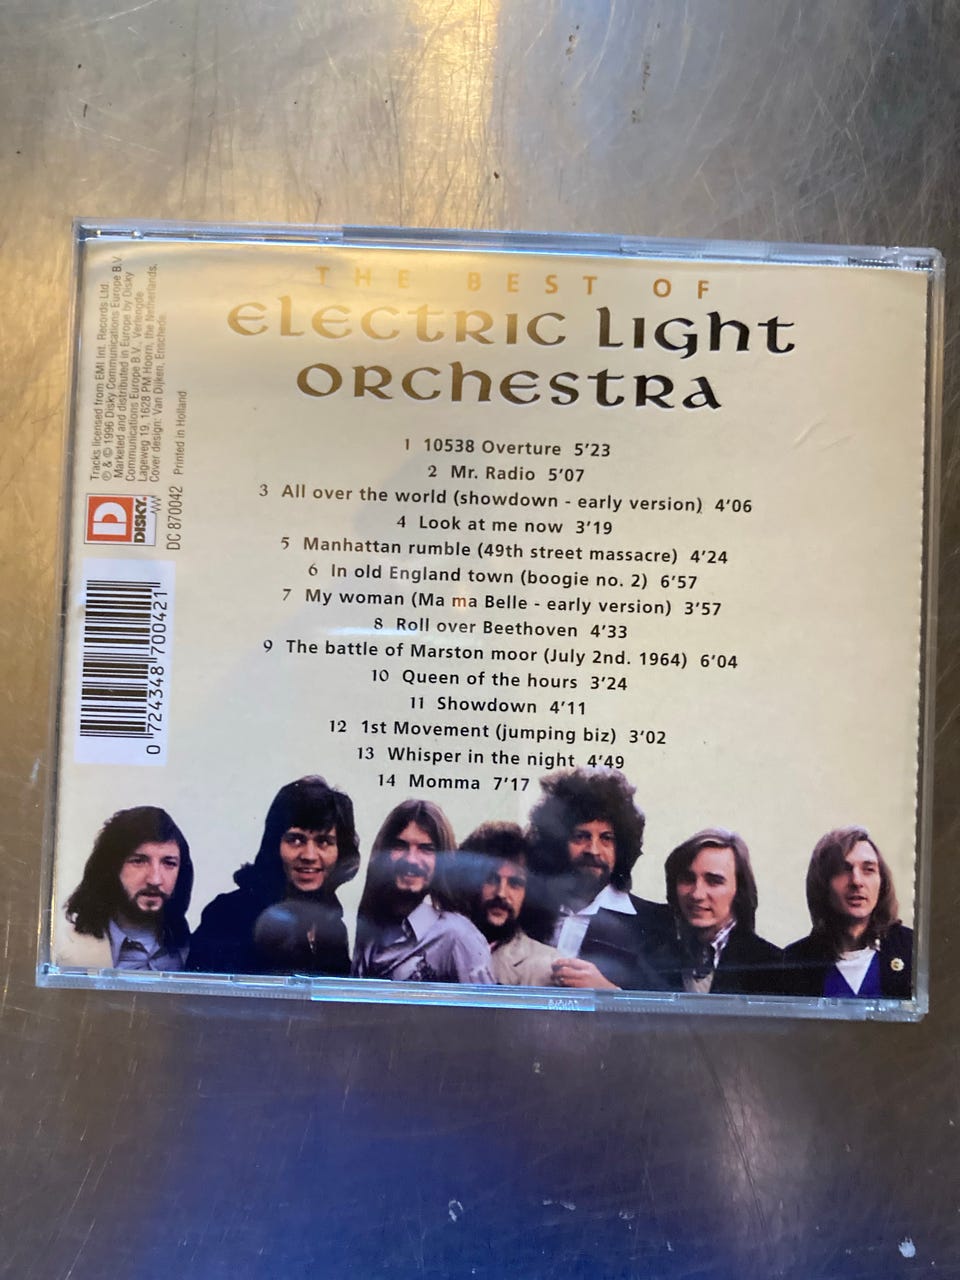 THE BEST OF
eLectRic Light
ORchestRa
1 10538 Overture 5'23
2 Mr. Radio 5'07
3 All over the world (showdown - early version) 4'06
4 Look at me now 3'19
5 Manhattan rumble (49th street massacre) 4'24
6 In old England town (boogie no. 2) 6'57
7 My woman (Ma ma Belle - early version) 3'57
8 Roll over Beethoven 4'33
9 The battle of Marston moor (July 2nd. 1964) 6'04
10 Queen of the hours 3'24
11 Showdown 4'11
12 1st Movement (jumping biz) 3'02
13 Whisper in the night 4'49
14 Momma 7'17
Tracks licensed from EMI Int. Records Ltd.
℗ & © 1996 Disky Communications Europe B.V.
Marketed and distributed in Europe by Disky
Communications Europe B.V., Verlengde
Lageweg 19, 1628 PM Hoorn, the Netherlands.
Cover design: Van Dijken, Enschede.
Printed in Holland
D
DISKY.
DC 870042
0 724348 700421